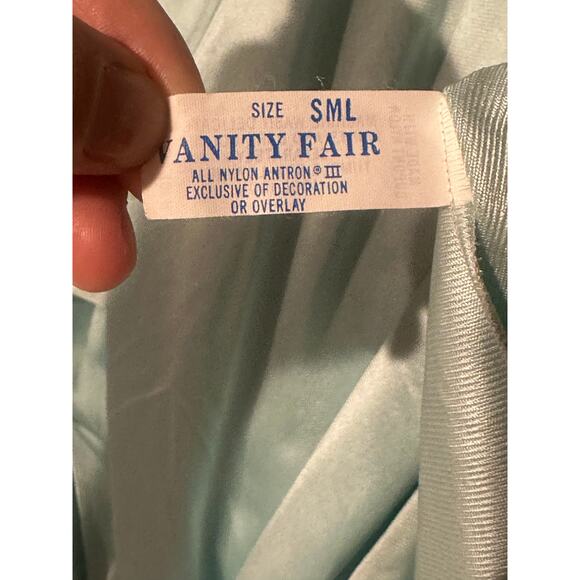 SIZE SML
VANITY FAIR
ALL NYLON ANTRON® III
EXCLUSIVE OF DECORATION
OR OVERLAY